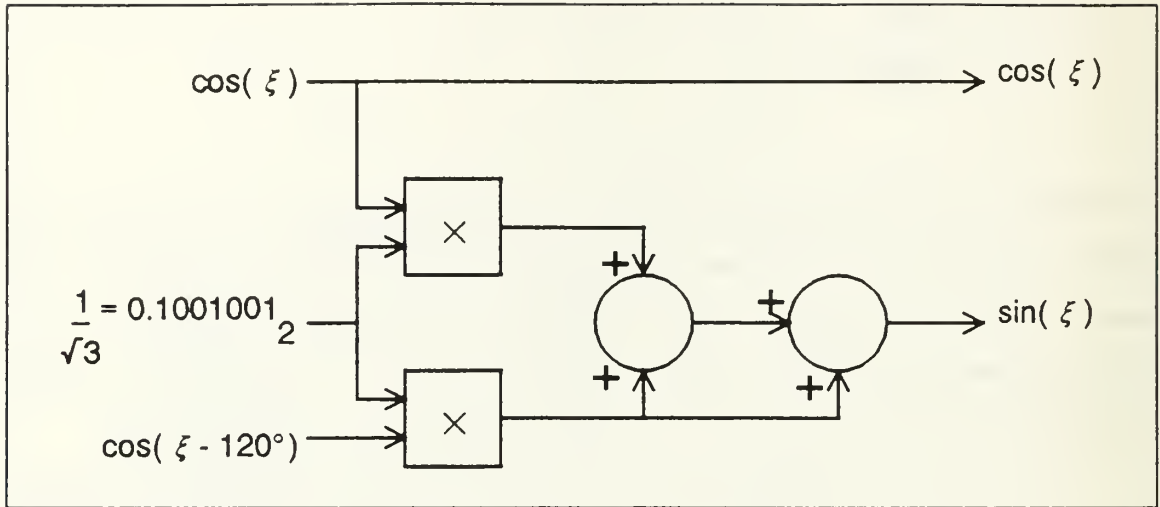 cos( ξ )
cos( ξ )
×
+
1/√3 = 0.1001001₂
+
+
sin( ξ )
+
×
cos( ξ - 120°)